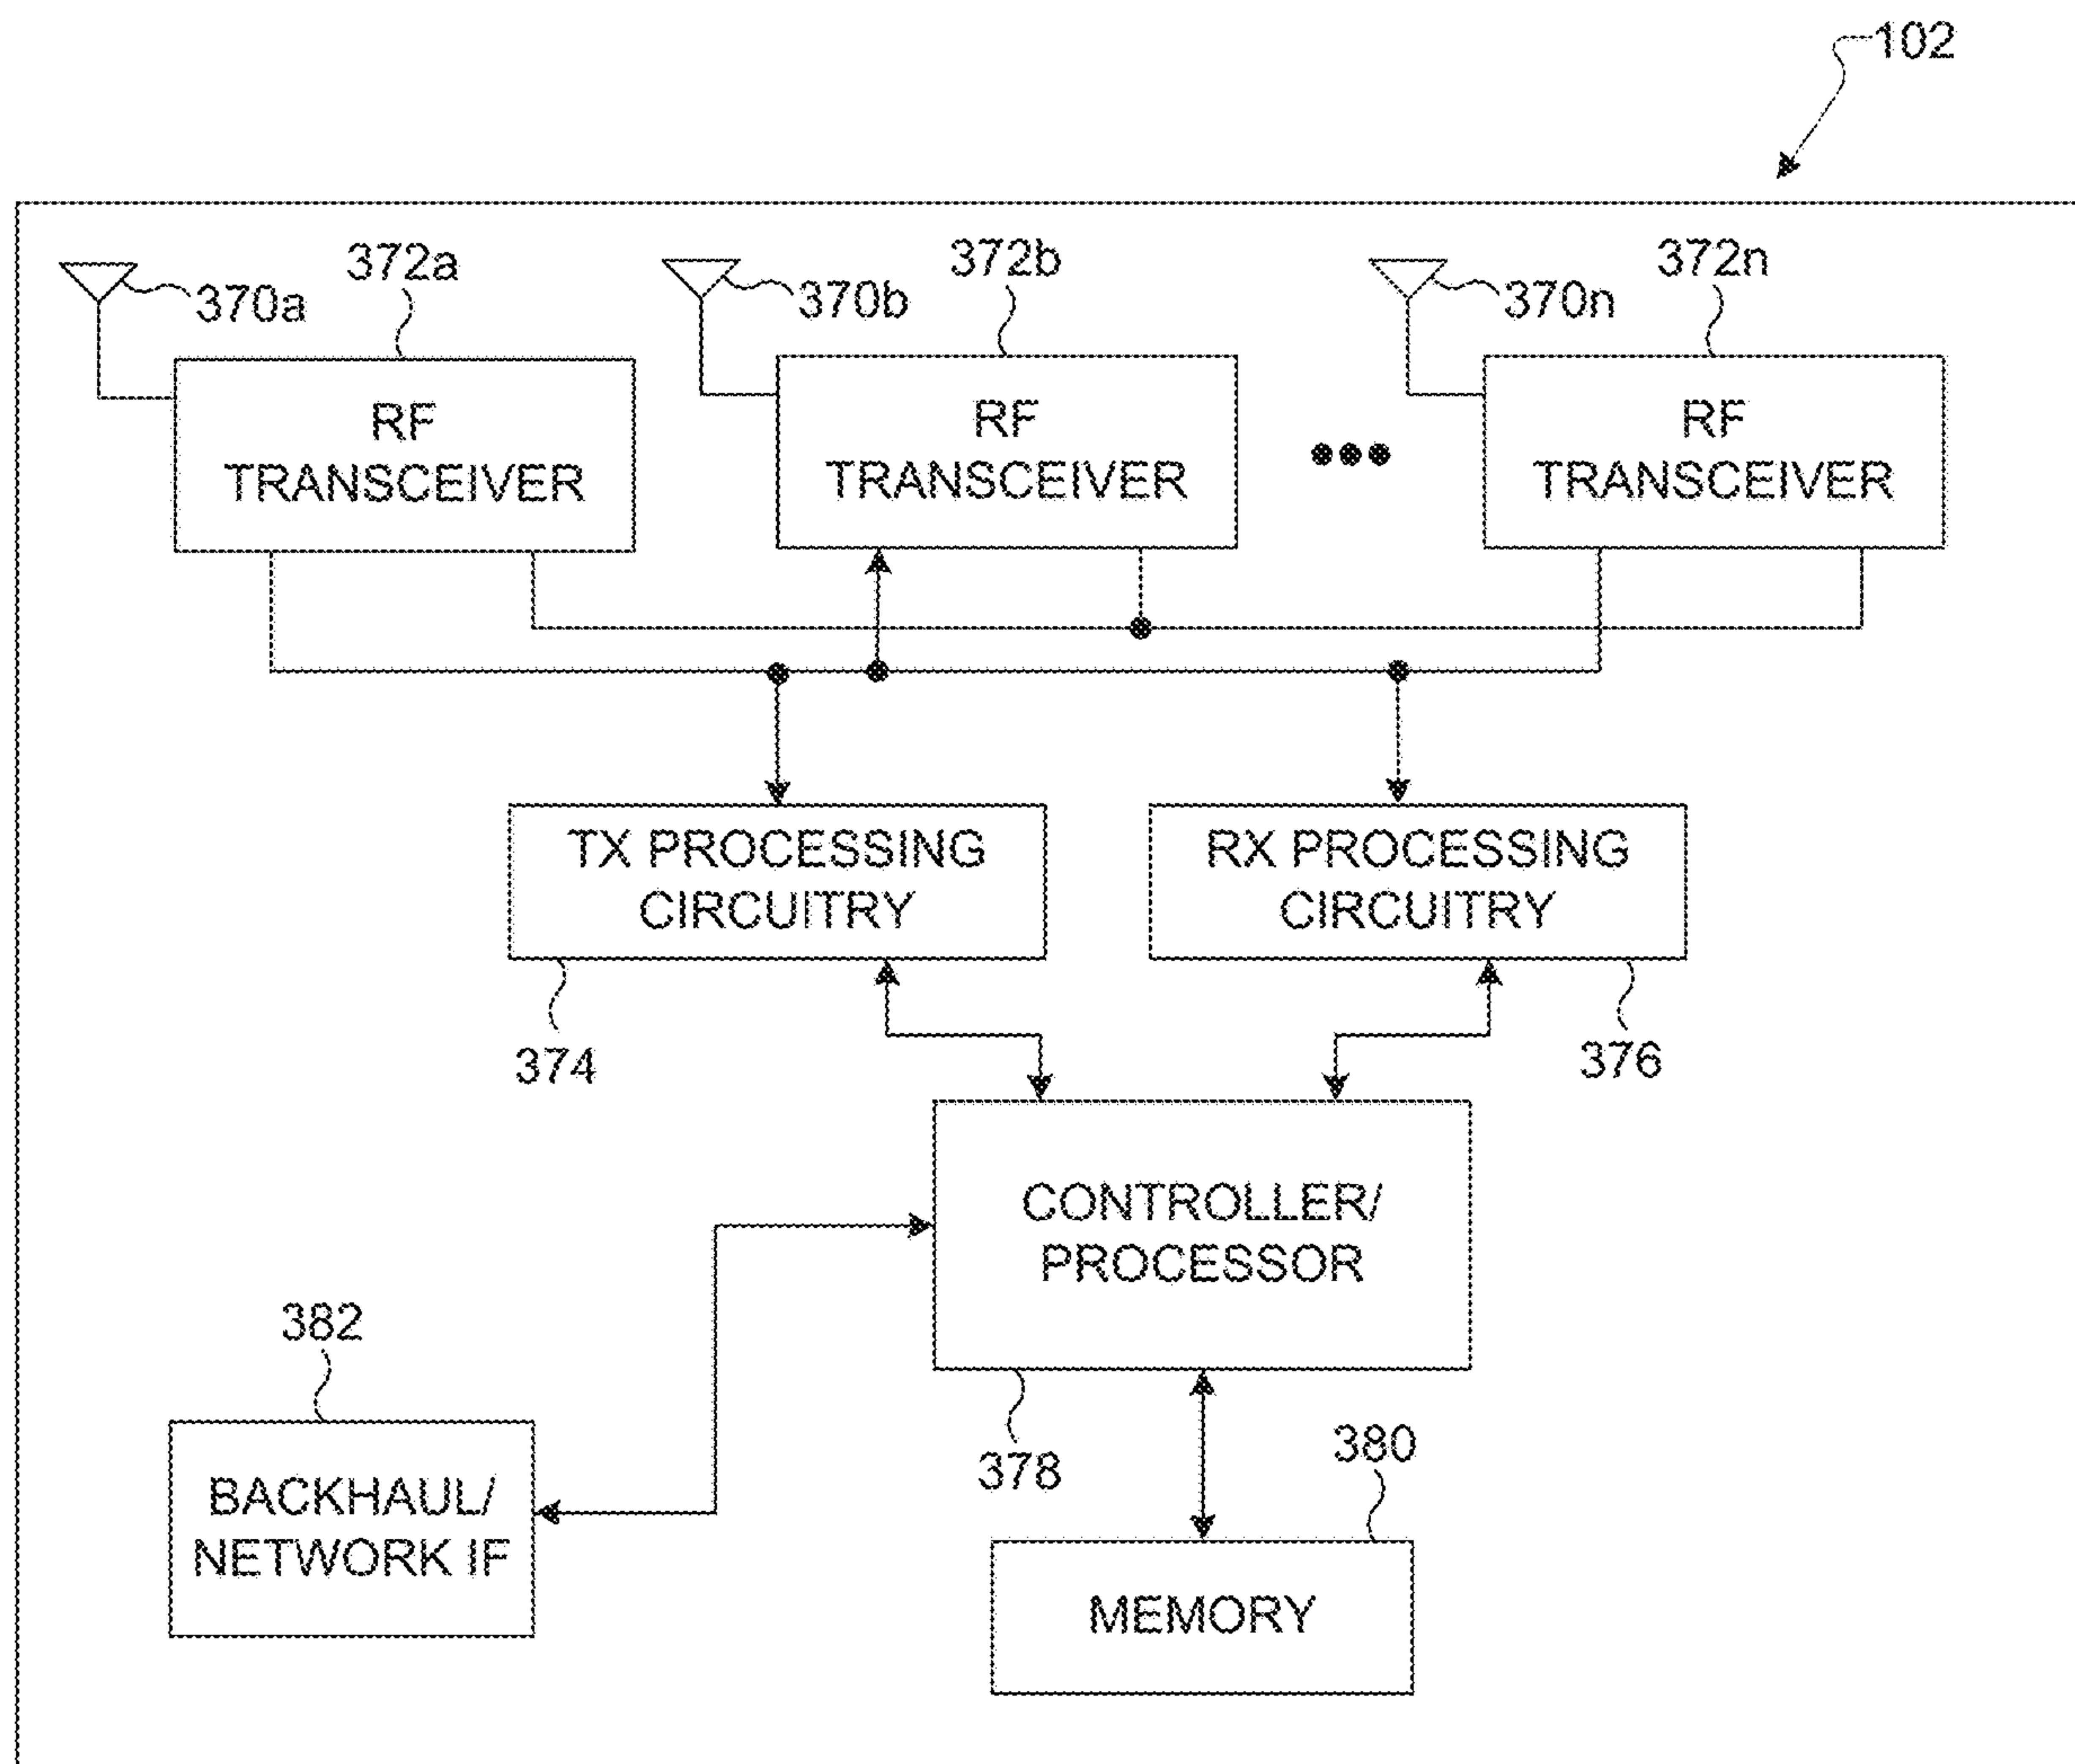 102
372a
372b
372n
370a
370b
370n
RF
TRANSCEIVER
RF
TRANSCEIVER
RF
TRANSCEIVER
TX PROCESSING
CIRCUITRY
RX PROCESSING
CIRCUITRY
374
376
CONTROLLER/
PROCESSOR
382
378
380
BACKHAUL/
NETWORK IF
MEMORY